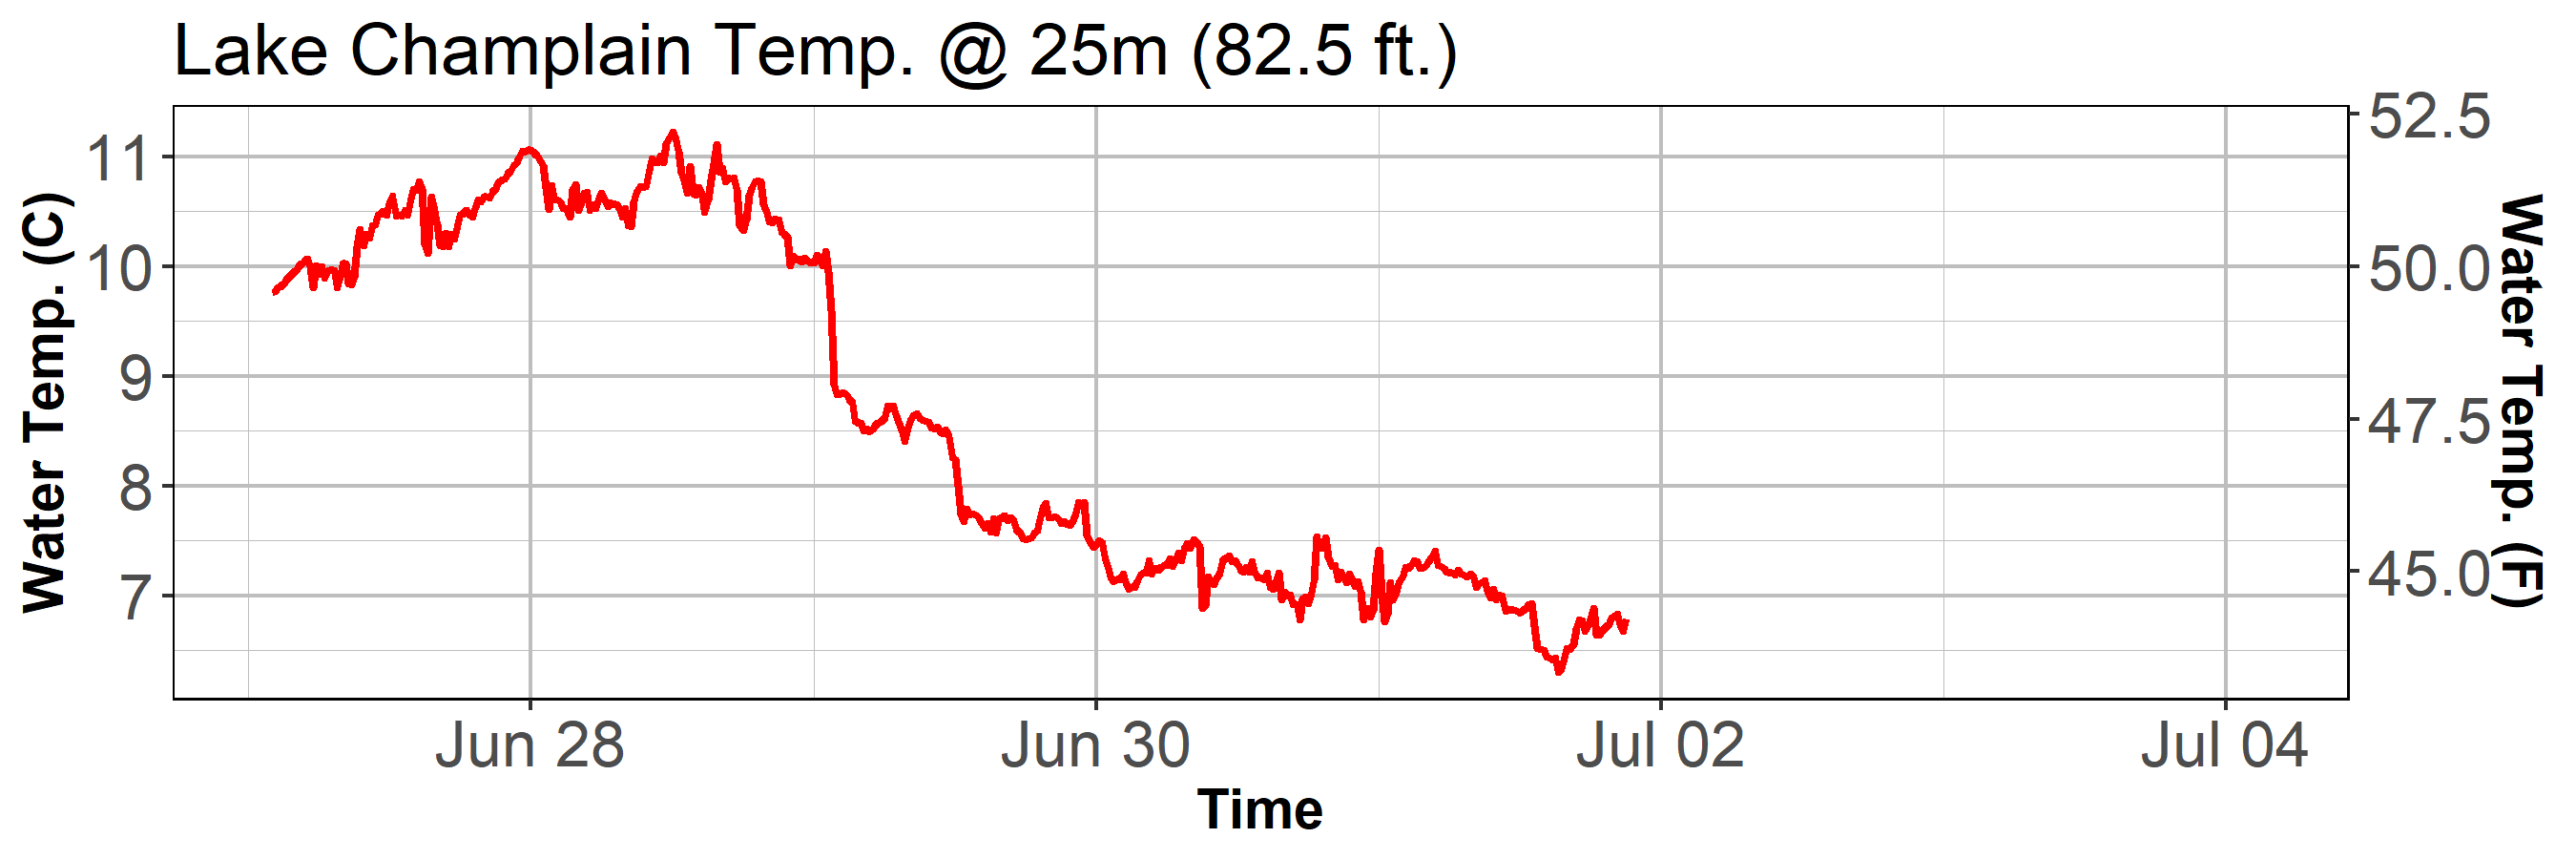 Lake Champlain Temp. @ 25m (82.5 ft.)
Water Temp. (C)
11
10
9
8
7
52.5
50.0
47.5
45.0
Water Temp. (F)
Jun 28
Jun 30
Jul 02
Jul 04
Time